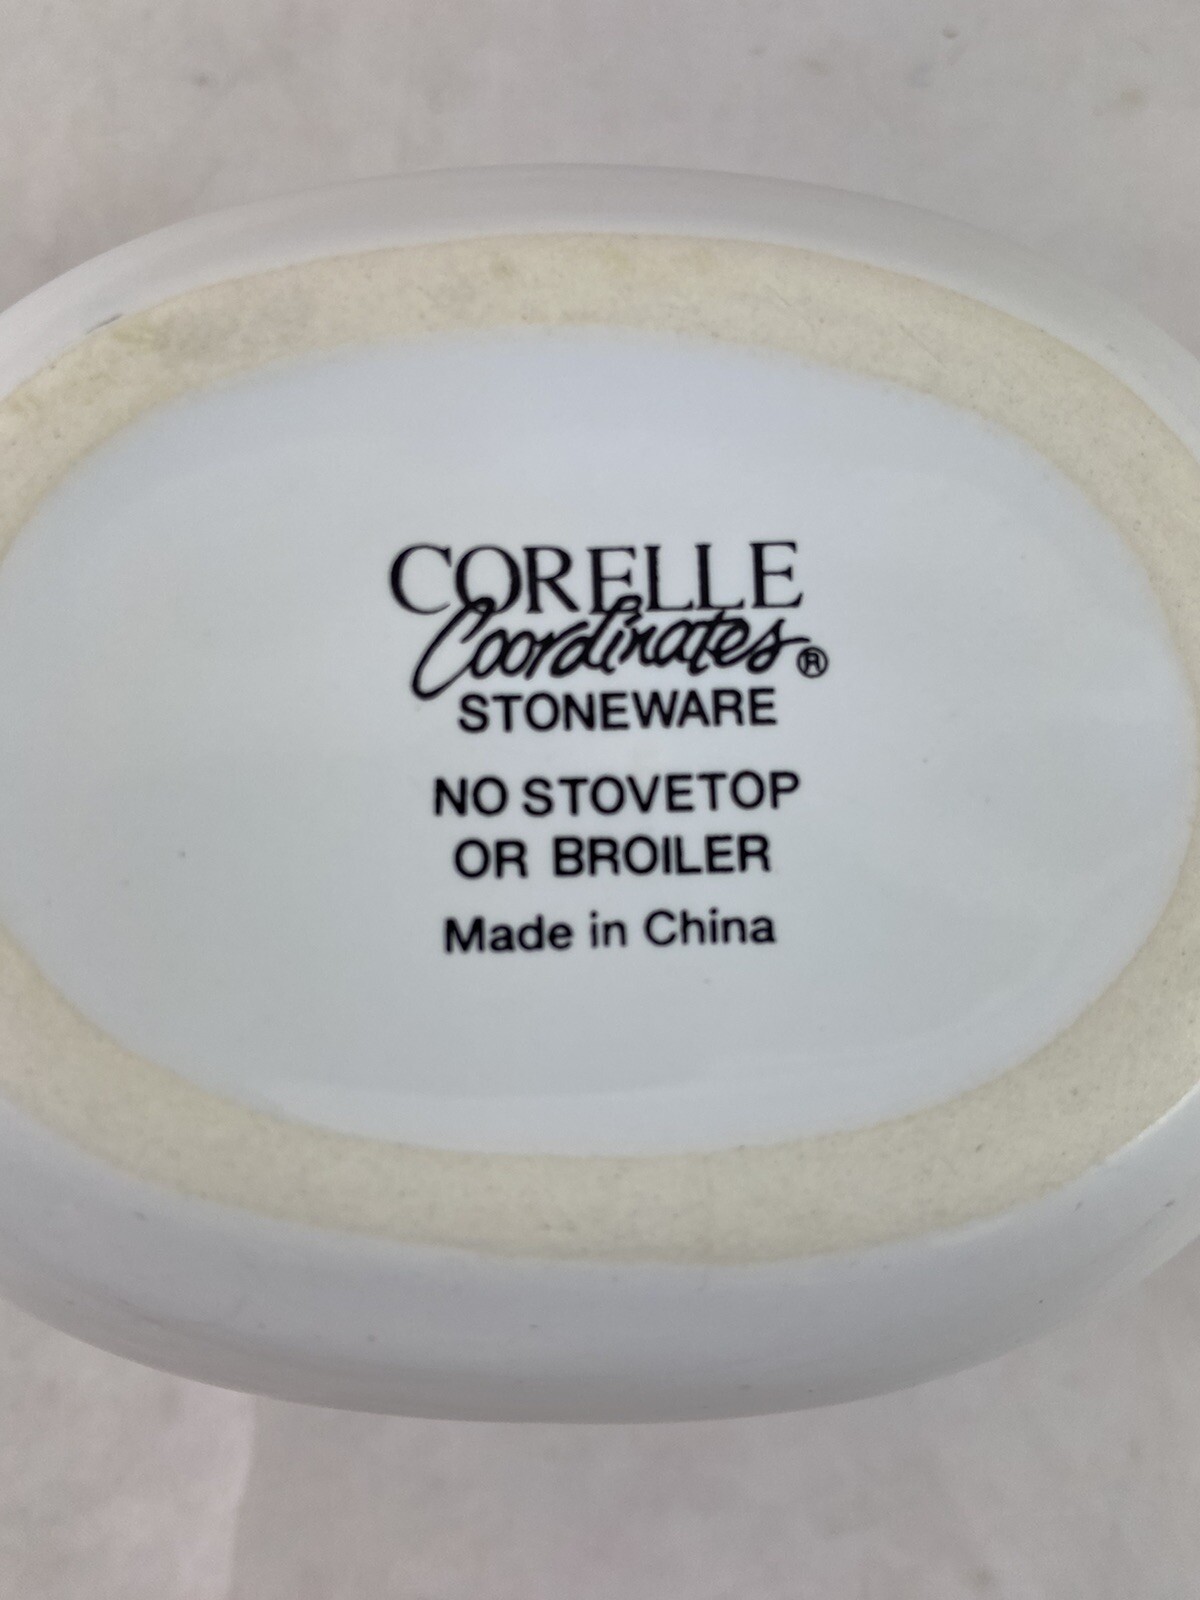 CORELLE
Coordinates®
STONEWARE
NO STOVETOP
OR BROILER
Made in China